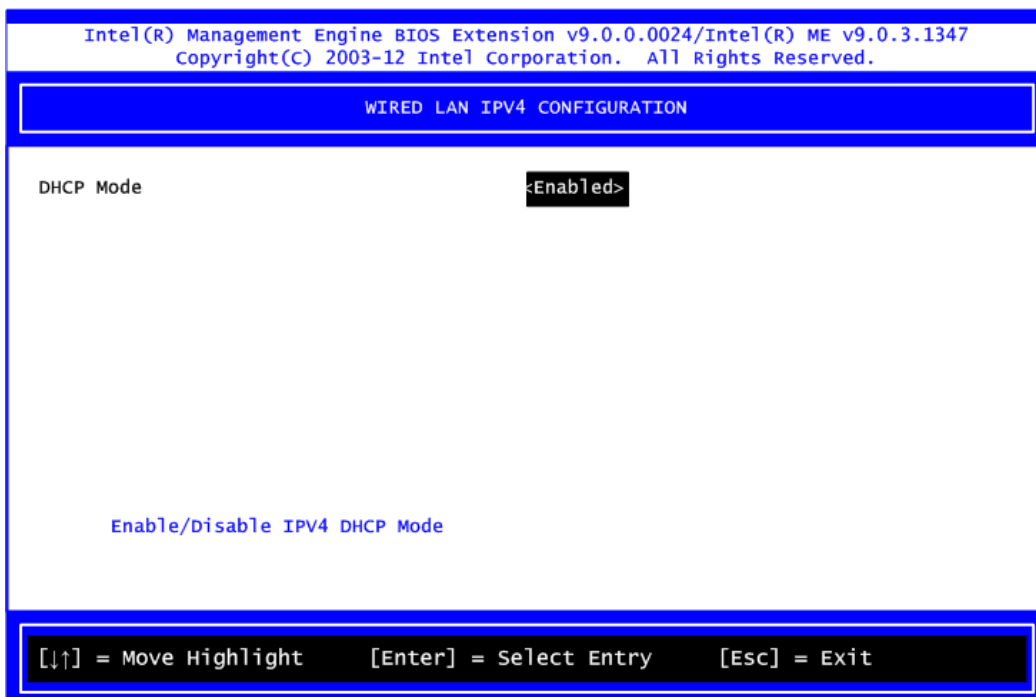 Intel(R) Management Engine BIOS Extension v9.0.0.0024/Intel(R) ME v9.0.3.1347
Copyright(C) 2003-12 Intel Corporation. All Rights Reserved.
WIRED LAN IPV4 CONFIGURATION
DHCP Mode <Enabled>
Enable/Disable IPV4 DHCP Mode
[↓↑] = Move Highlight [Enter] = Select Entry [Esc] = Exit